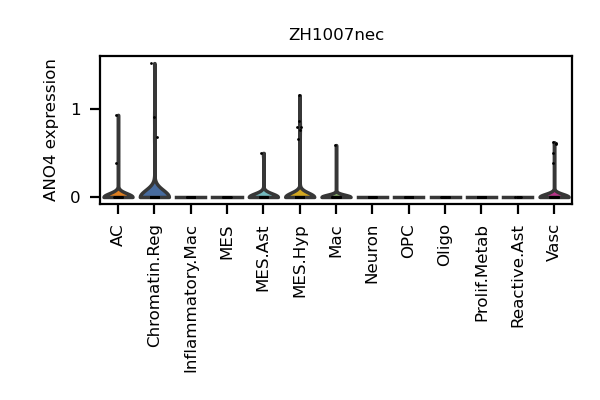 ZH1007nec
ANO4 expression
1
0
AC
Chromatin.Reg
Inflammatory.Mac
MES
MES.Ast
MES.Hyp
Mac
Neuron
OPC
Oligo
Prolif.Metab
Reactive.Ast
Vasc